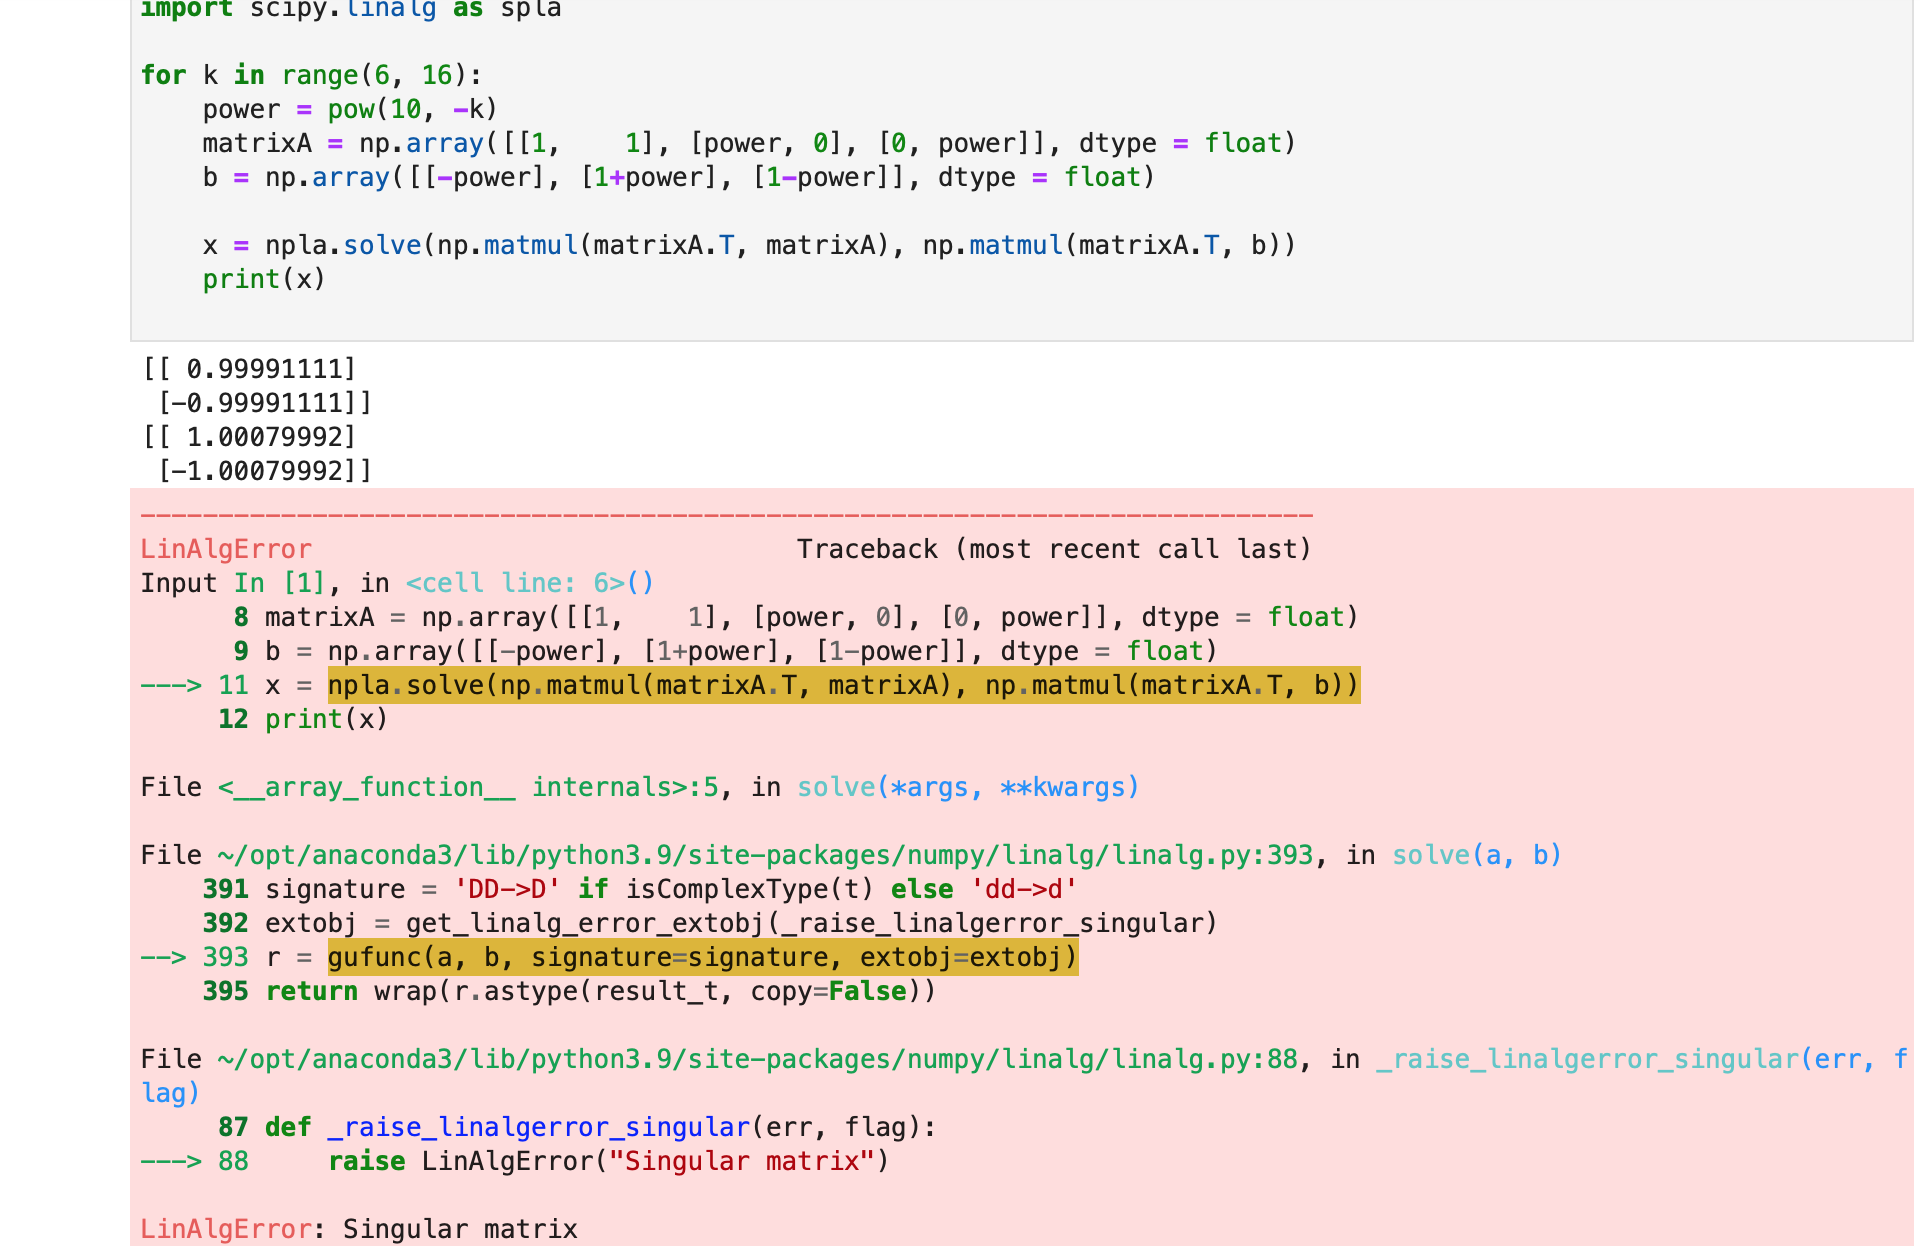 import scipy.linalg as spla
for k in range(6, 16):
    power = pow(10, -k)
    matrixA = np.array([[1,    1], [power, 0], [0, power]], dtype = float)
    b = np.array([[-power], [1+power], [1-power]], dtype = float)
    x = npla.solve(np.matmul(matrixA.T, matrixA), np.matmul(matrixA.T, b))
    print(x)
[[ 0.99991111]
 [-0.99991111]]
[[ 1.00079992]
 [-1.00079992]]
---------------------------------------------------------------------------
LinAlgError                               Traceback (most recent call last)
Input In [1], in <cell line: 6>()
      8 matrixA = np.array([[1,    1], [power, 0], [0, power]], dtype = float)
      9 b = np.array([[-power], [1+power], [1-power]], dtype = float)
---> 11 x = npla.solve(np.matmul(matrixA.T, matrixA), np.matmul(matrixA.T, b))
     12 print(x)
File <__array_function__ internals>:5, in solve(*args, **kwargs)
File ~/opt/anaconda3/lib/python3.9/site-packages/numpy/linalg/linalg.py:393, in solve(a, b)
    391 signature = 'DD->D' if isComplexType(t) else 'dd->d'
    392 extobj = get_linalg_error_extobj(_raise_linalgerror_singular)
--> 393 r = gufunc(a, b, signature=signature, extobj=extobj)
    395 return wrap(r.astype(result_t, copy=False))
File ~/opt/anaconda3/lib/python3.9/site-packages/numpy/linalg/linalg.py:88, in _raise_linalgerror_singular(err, f
lag)
     87 def _raise_linalgerror_singular(err, flag):
---> 88     raise LinAlgError("Singular matrix")
LinAlgError: Singular matrix